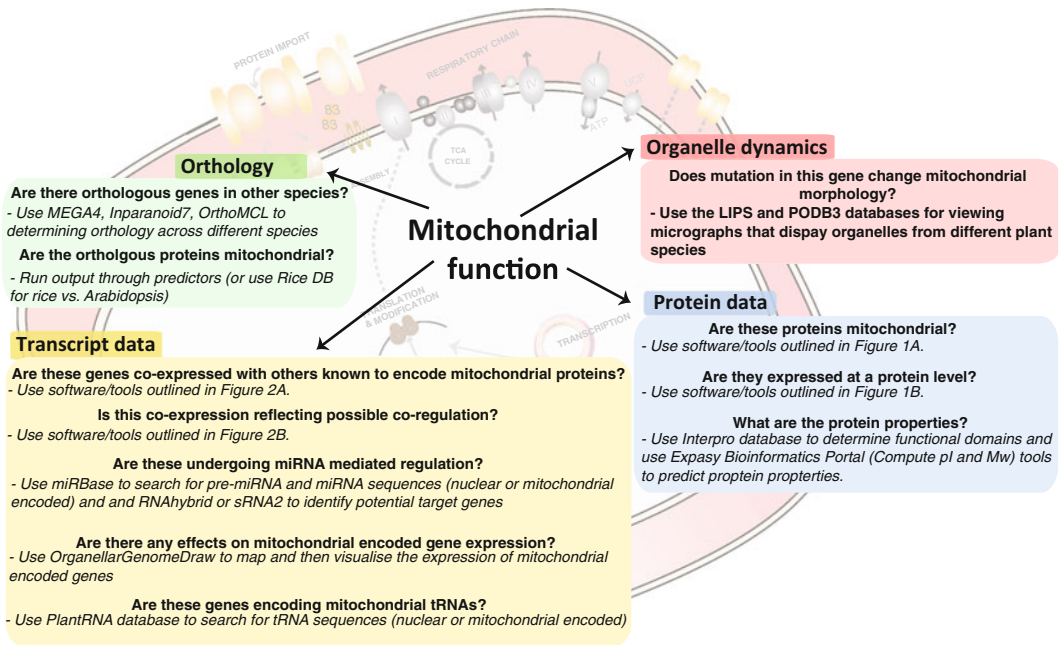 PROTEIN IMPORT
RESPIRATORY CHAIN
83
83
I
II
III
IV
V
UCP
ATP
TCA
CYCLE
Orthology
Are there orthologous genes in other species?
- Use MEGA4, Inparanoid7, OrthoMCL to
determining orthology across different species
Are the ortholgous proteins mitochondrial?
- Run output through predictors (or use Rice DB
for rice vs. Arabidopsis)
Mitochondrial
function
Organelle dynamics
Does mutation in this gene change mitochondrial
morphology?
- Use the LIPS and PODB3 databases for viewing
micrographs that dispay organelles from different plant
species
TRANSLATION
& MODIFICATION
TRANSCRIPTION
Protein data
Are these proteins mitochondrial?
- Use software/tools outlined in Figure 1A.
Are they expressed at a protein level?
- Use software/tools outlined in Figure 1B.
What are the protein properties?
- Use Interpro database to determine functional domains and
use Expasy Bioinformatics Portal (Compute pI and Mw) tools
to predict proptein propterties.
Transcript data
Are these genes co-expressed with others known to encode mitochondrial proteins?
- Use software/tools outlined in Figure 2A.
Is this co-expression reflecting possible co-regulation?
- Use software/tools outlined in Figure 2B.
Are these undergoing miRNA mediated regulation?
- Use miRBase to search for pre-miRNA and miRNA sequences (nuclear or mitochondrial
encoded) and and RNAhybrid or sRNA2 to identify potential target genes
Are there any effects on mitochondrial encoded gene expression?
- Use OrganellarGenomeDraw to map and then visualise the expression of mitochondrial
encoded genes
Are these genes encoding mitochondrial tRNAs?
- Use PlantRNA database to search for tRNA sequences (nuclear or mitochondrial encoded)